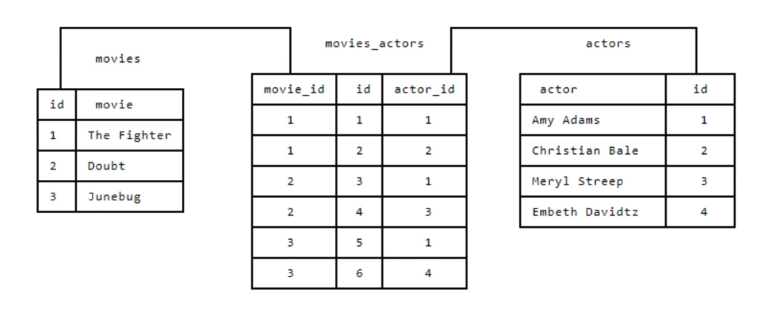 movies
id movie
1 The Fighter
2 Doubt
3 Junebug
movies_actors
movie_id id actor_id
1 1 1
1 2 2
2 3 1
2 4 3
3 5 1
3 6 4
actors
actor id
Amy Adams 1
Christian Bale 2
Meryl Streep 3
Embeth Davidtz 4